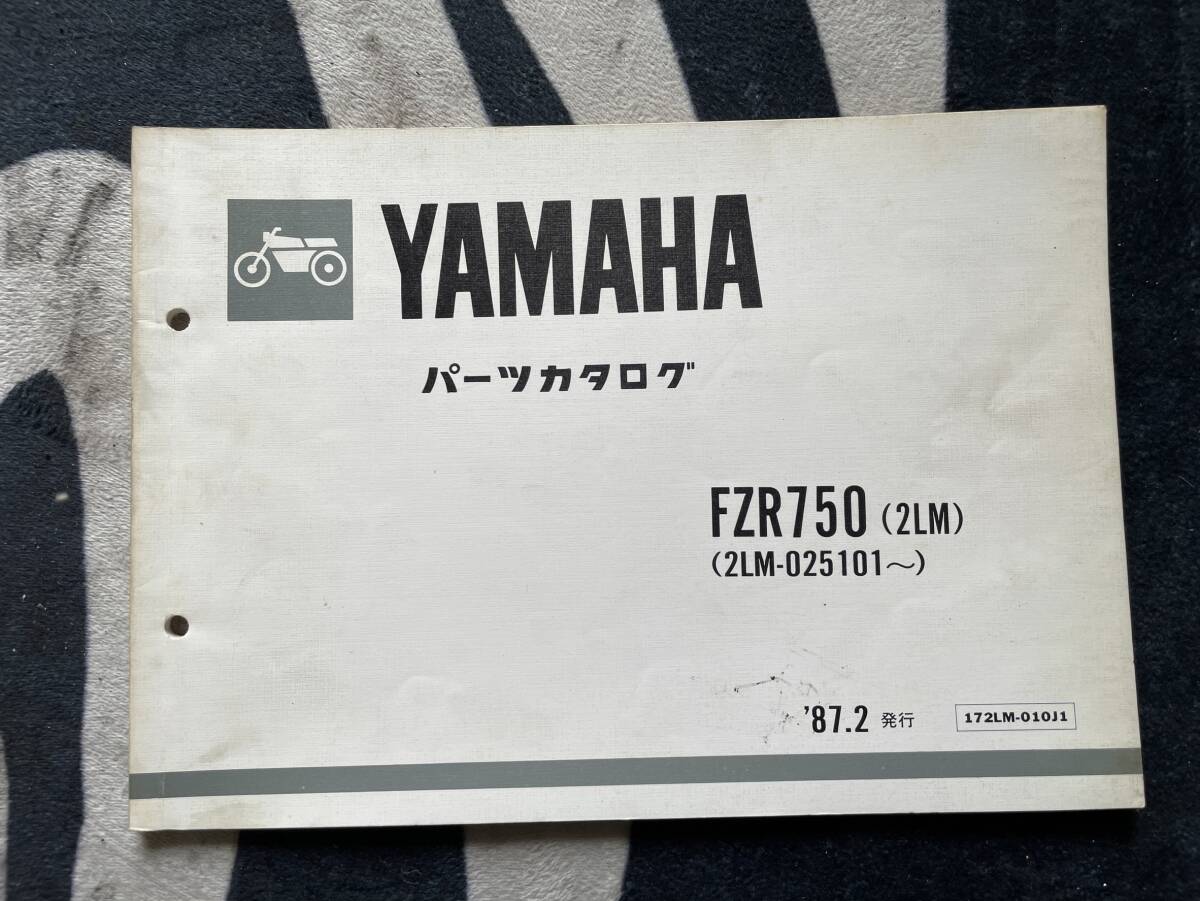 YAMAHA
パーツカタログ
FZR750 (2LM)
(2LM-025101～)
'87.2 発行
172LM-010J1